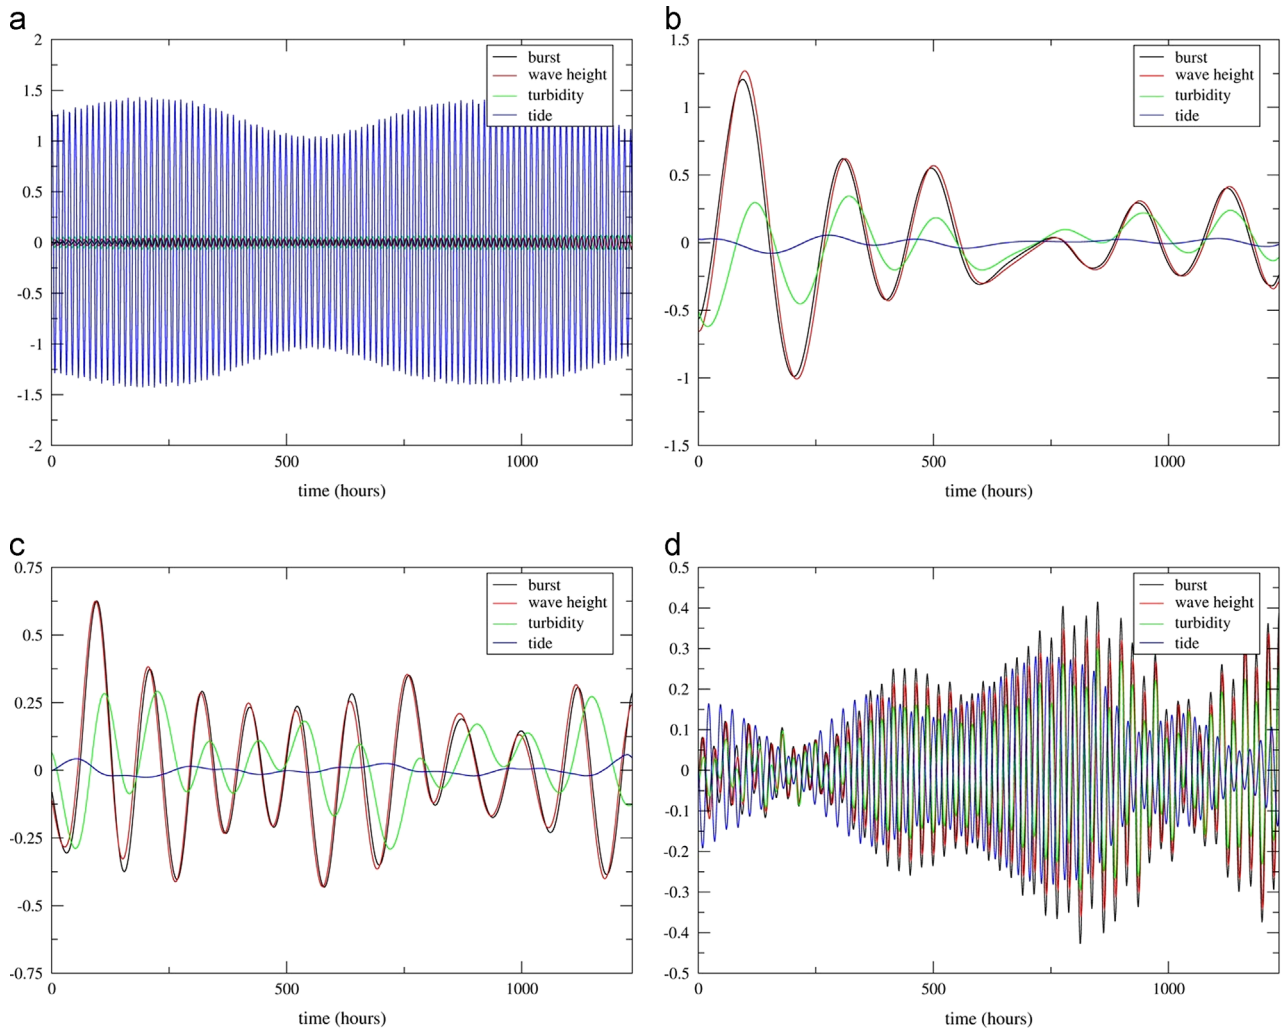 a
2
1.5
1
0.5
0
-0.5
-1
-1.5
-2
burst
wave height
turbidity
tide
0 500 1000
time (hours)
b
1.5
1
0.5
0
-0.5
-1
-1.5
burst
wave height
turbidity
tide
0 500 1000
time (hours)
c
0.75
0.5
0.25
0
-0.25
-0.5
-0.75
burst
wave height
turbidity
tide
0 500 1000
time (hours)
d
0.5
0.4
0.3
0.2
0.1
0
-0.1
-0.2
-0.3
-0.4
-0.5
burst
wave height
turbidity
tide
0 500 1000
time (hours)